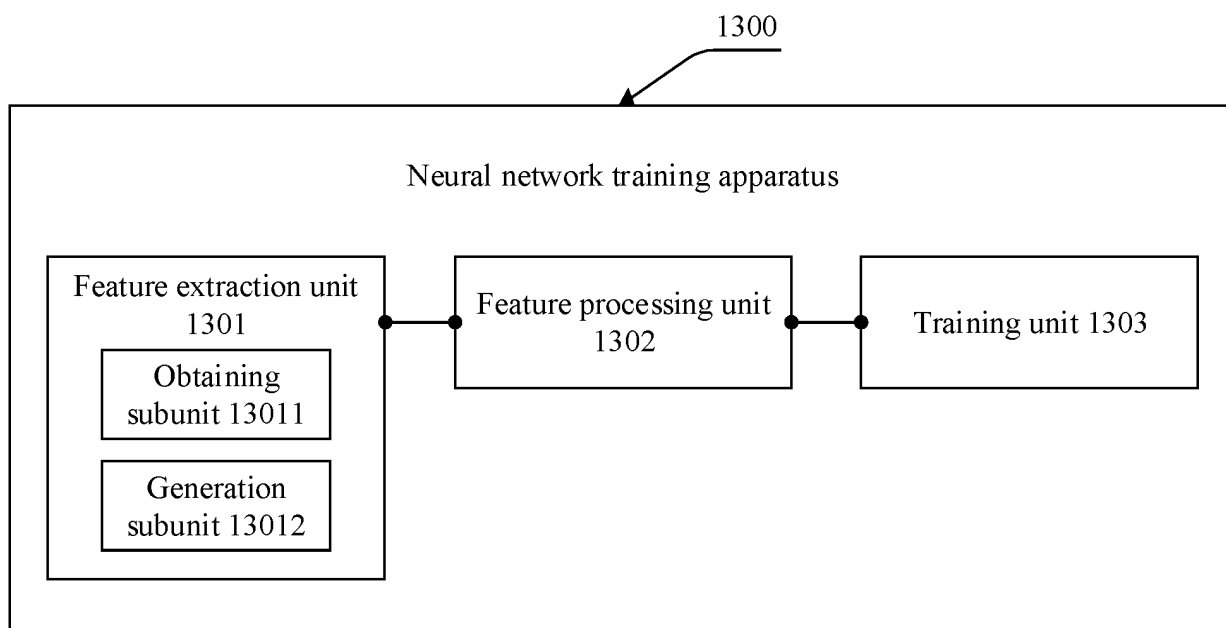 1300
Neural network training apparatus
Feature extraction unit
1301
Obtaining
subunit 13011
Generation
subunit 13012
Feature processing unit
1302
Training unit 1303